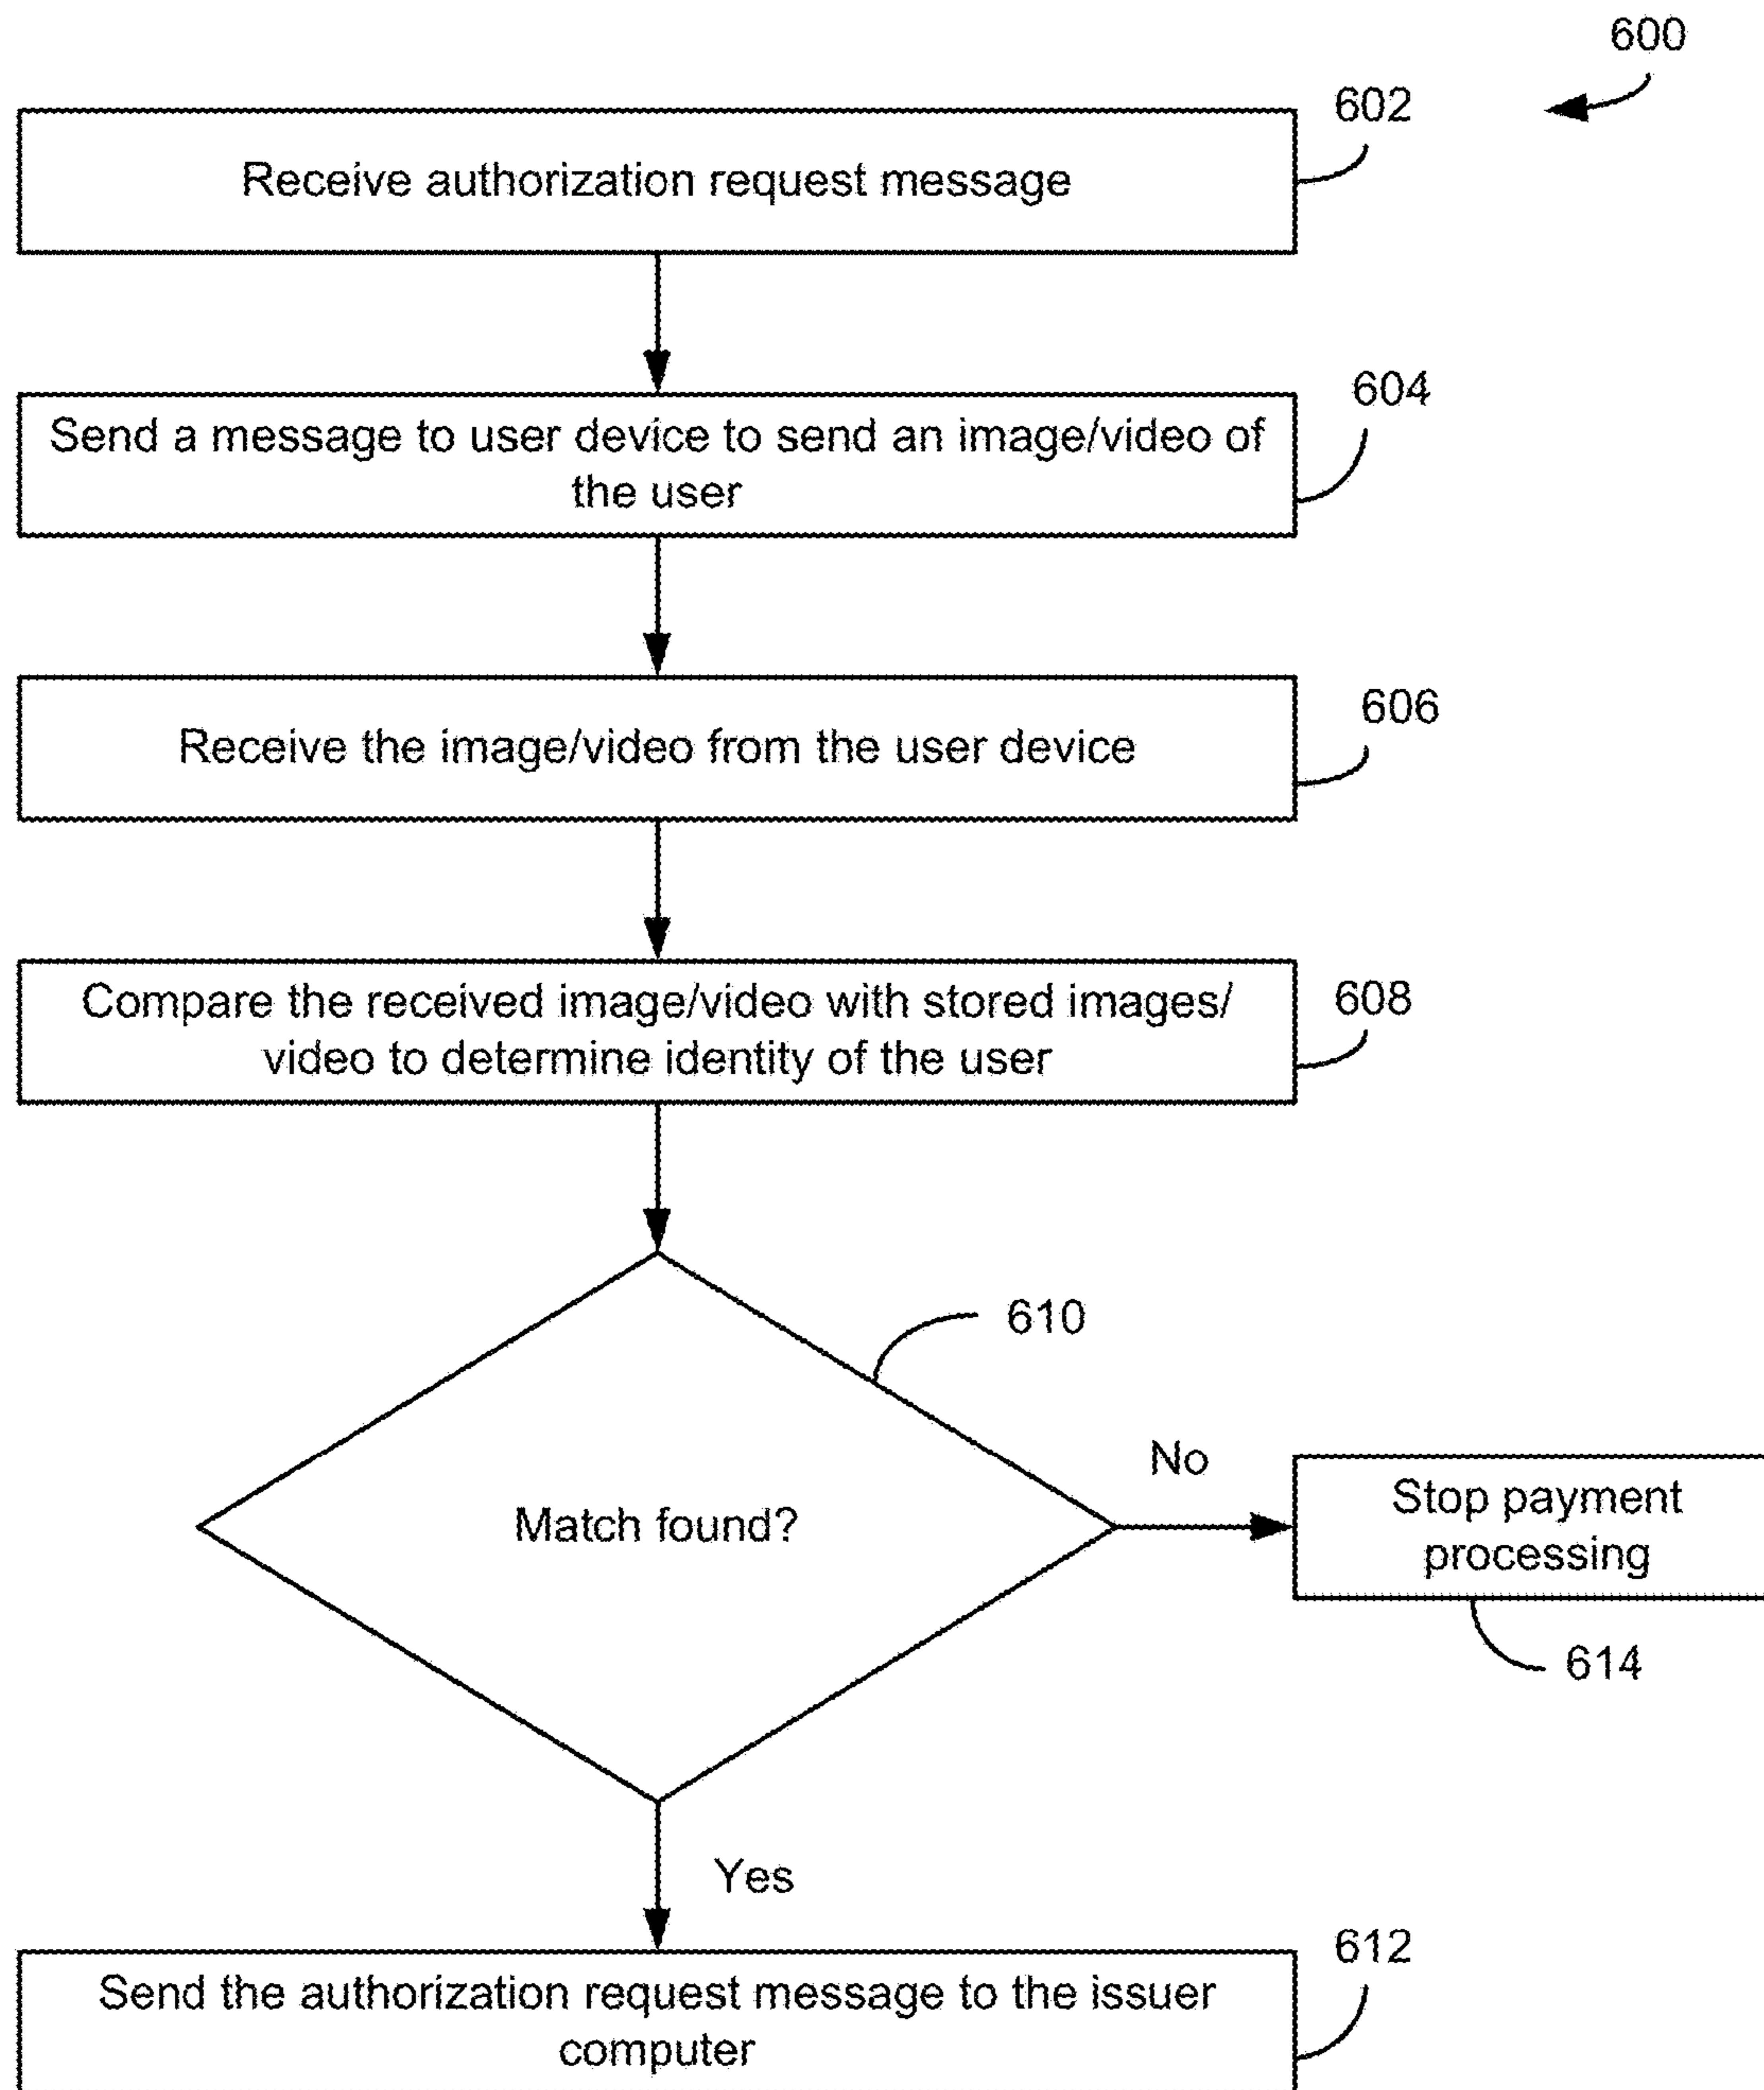 600
602
Receive authorization request message
604
Send a message to user device to send an image/video of
the user
606
Receive the image/video from the user device
608
Compare the received image/video with stored images/
video to determine identity of the user
610
Match found?
No
Stop payment
processing
614
Yes
612
Send the authorization request message to the issuer
computer